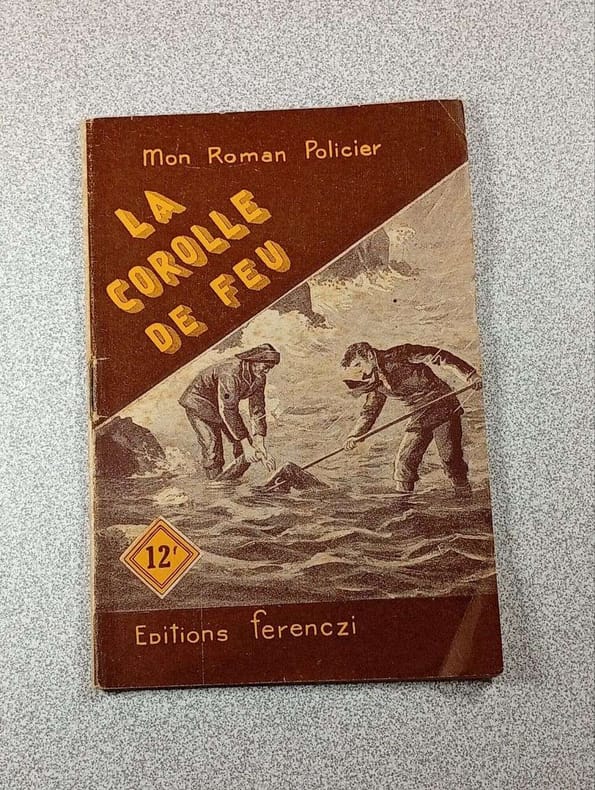 Mon Roman Policier
LA
COROLLE
DE FEU
12f
Editions ferenczi